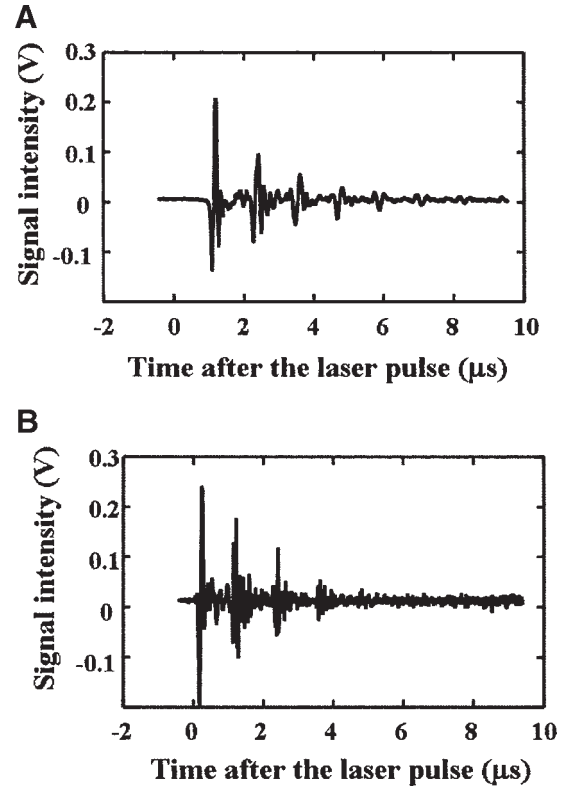 A
Signal intensity (V)
0.3
0.2
0.1
0
-0.1
-2 0 2 4 6 8 10
Time after the laser pulse (μs)
B
Signal intensity (V)
0.3
0.2
0.1
0
-0.1
-2 0 2 4 6 8 10
Time after the laser pulse (μs)